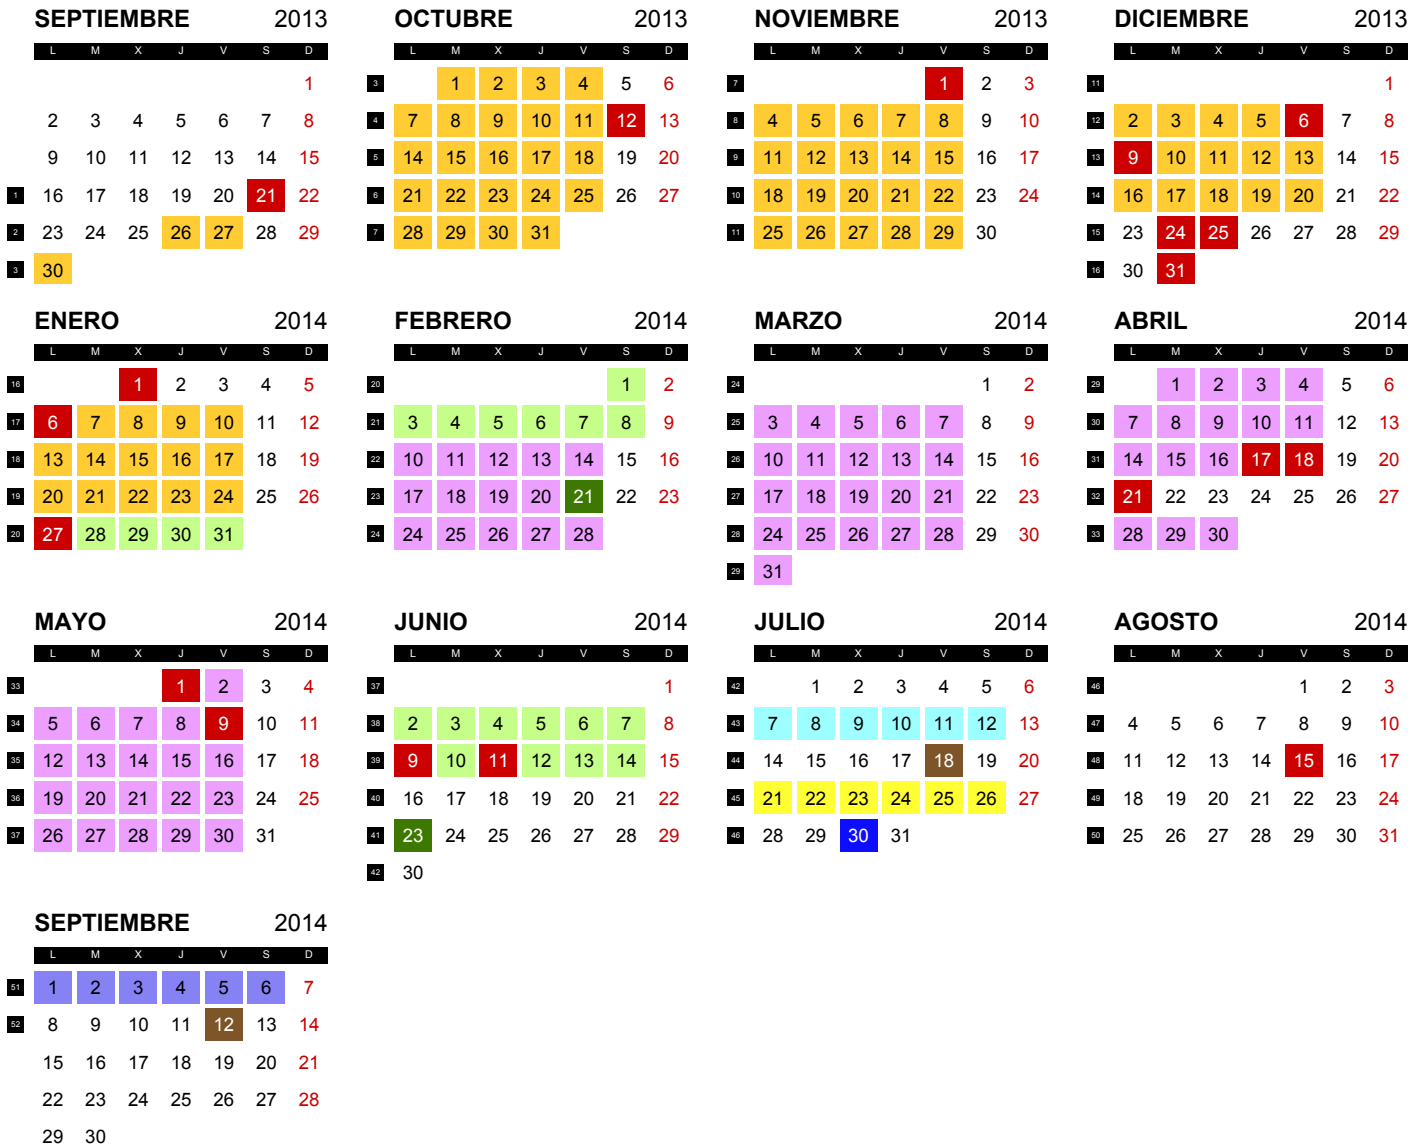 SEPTIEMBRE 2013
L M X J V S D
1
2 3 4 5 6 7 8
9 10 11 12 13 14 15
1 16 17 18 19 20 21 22
2 23 24 25 26 27 28 29
3 30
OCTUBRE 2013
L M X J V S D
3 1 2 3 4 5 6
4 7 8 9 10 11 12 13
5 14 15 16 17 18 19 20
6 21 22 23 24 25 26 27
7 28 29 30 31
NOVIEMBRE 2013
L M X J V S D
7 1 2 3
8 4 5 6 7 8 9 10
9 11 12 13 14 15 16 17
10 18 19 20 21 22 23 24
11 25 26 27 28 29 30
DICIEMBRE 2013
L M X J V S D
11 1
12 2 3 4 5 6 7 8
13 9 10 11 12 13 14 15
14 16 17 18 19 20 21 22
15 23 24 25 26 27 28 29
16 30 31
ENERO 2014
L M X J V S D
16 1 2 3 4 5
17 6 7 8 9 10 11 12
18 13 14 15 16 17 18 19
19 20 21 22 23 24 25 26
20 27 28 29 30 31
FEBRERO 2014
L M X J V S D
20 1 2
21 3 4 5 6 7 8 9
22 10 11 12 13 14 15 16
23 17 18 19 20 21 22 23
24 24 25 26 27 28
MARZO 2014
L M X J V S D
24 1 2
25 3 4 5 6 7 8 9
26 10 11 12 13 14 15 16
27 17 18 19 20 21 22 23
28 24 25 26 27 28 29 30
29 31
ABRIL 2014
L M X J V S D
29 1 2 3 4 5 6
30 7 8 9 10 11 12 13
31 14 15 16 17 18 19 20
32 21 22 23 24 25 26 27
33 28 29 30
MAYO 2014
L M X J V S D
33 1 2 3 4
34 5 6 7 8 9 10 11
35 12 13 14 15 16 17 18
36 19 20 21 22 23 24 25
37 26 27 28 29 30 31
JUNIO 2014
L M X J V S D
37 1
38 2 3 4 5 6 7 8
39 9 10 11 12 13 14 15
40 16 17 18 19 20 21 22
41 23 24 25 26 27 28 29
42 30
JULIO 2014
L M X J V S D
42 1 2 3 4 5 6
43 7 8 9 10 11 12 13
44 14 15 16 17 18 19 20
45 21 22 23 24 25 26 27
46 28 29 30 31
AGOSTO 2014
L M X J V S D
46 1 2 3
47 4 5 6 7 8 9 10
48 11 12 13 14 15 16 17
49 18 19 20 21 22 23 24
50 25 26 27 28 29 30 31
SEPTIEMBRE 2014
L M X J V S D
51 1 2 3 4 5 6 7
52 8 9 10 11 12 13 14
15 16 17 18 19 20 21
22 23 24 25 26 27 28
29 30